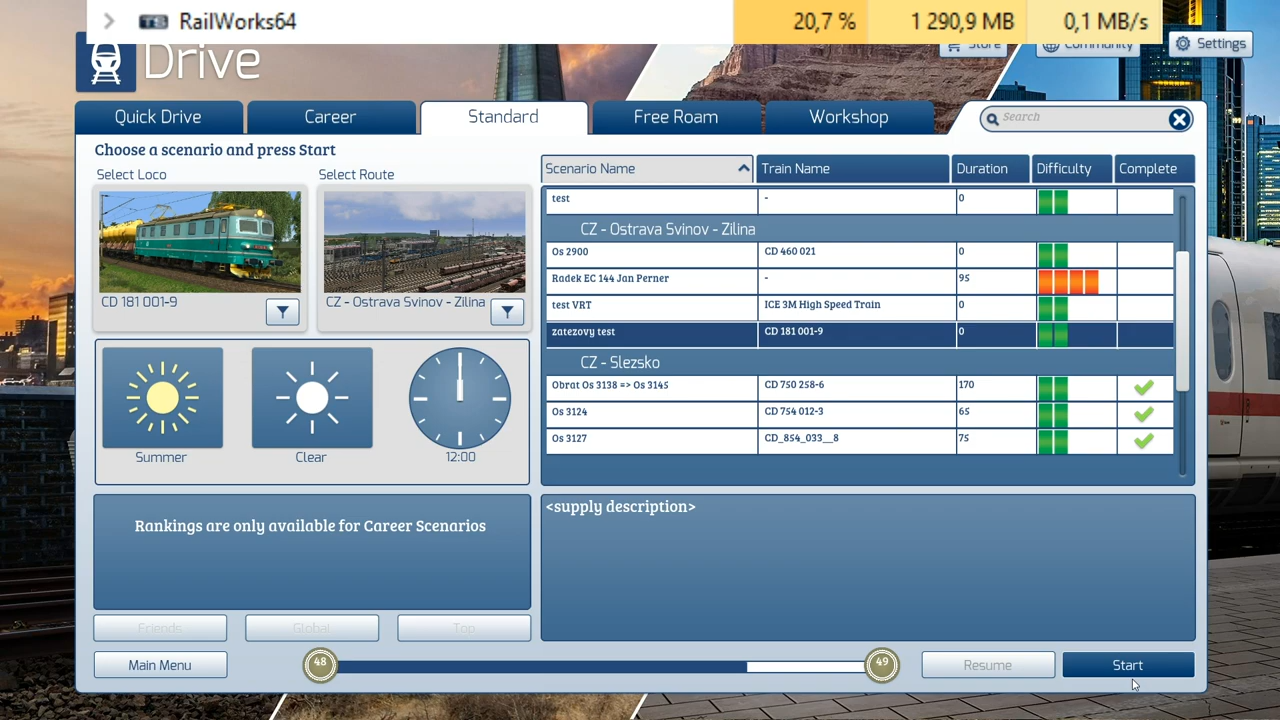 RailWorks64 20,7 % 1 290,9 MB 0,1 MB/s
Drive
Store Community Settings
Quick Drive Career Standard Free Roam Workshop Search
Choose a scenario and press Start
Select Loco Select Route
CD 181 001-9 CZ - Ostrava Svinov - Zilina
Summer Clear 12:00
Rankings are only available for Career Scenarios
Friends Global Top
Main Menu 48 49 Resume Start
Scenario Name Train Name Duration Difficulty Complete
test - 0
CZ - Ostrava Svinov - Zilina
Os 2900 CD 460 021 0
Radek EC 144 Jan Perner - 95
test VRT ICE 3M High Speed Train 0
zatezovy test CD 181 001-9 0
CZ - Slezsko
Obrat Os 3138 => Os 3145 CD 750 258-6 170
Os 3124 CD 754 012-3 65
Os 3127 CD_854_033__8 75
<supply description>